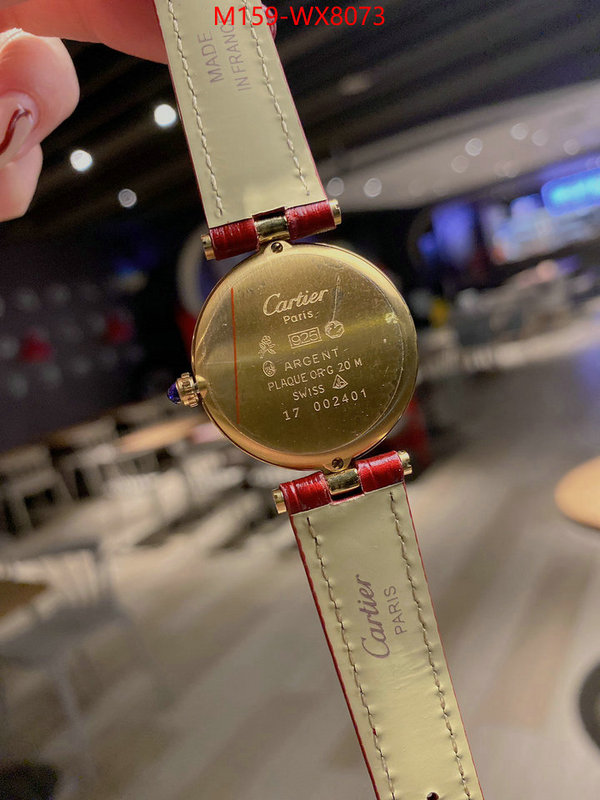 M159-WX8073
MADE
IN FRANCE
Cartier
Paris
925
ARGENT
PLAQUE OR·G 20 M
SWISS
17 002401
Cartier
PARIS